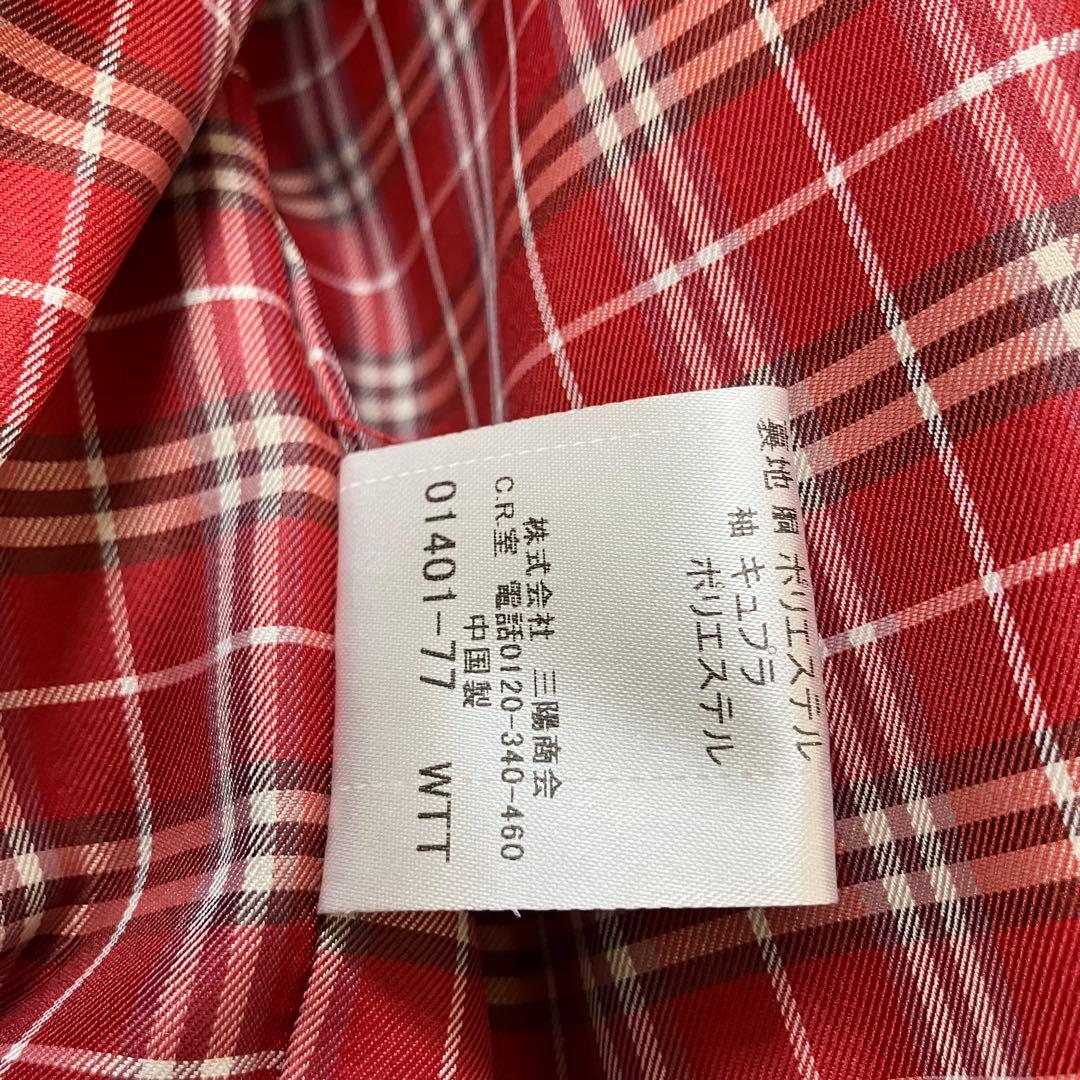 裏地 胴 ポリエステル
袖 キュプラ
ポリエステル
株式会社 三陽商会
C.R.室 電話0120-340-460
中国製
01401-77 WTT